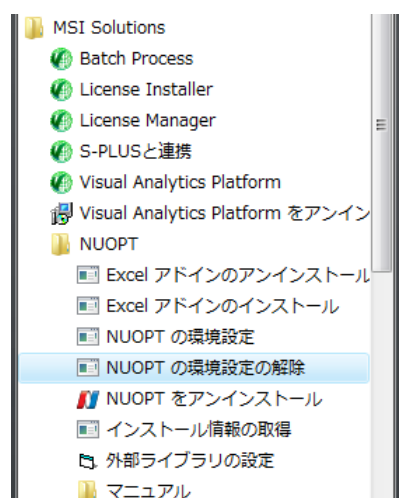 MSI Solutions
Batch Process
License Installer
License Manager
S-PLUSと連携
Visual Analytics Platform
Visual Analytics Platform をアンイン
NUOPT
Excel アドインのアンインストール
Excel アドインのインストール
NUOPT の環境設定
NUOPT の環境設定の解除
NUOPT をアンインストール
インストール情報の取得
外部ライブラリの設定
マニュアル